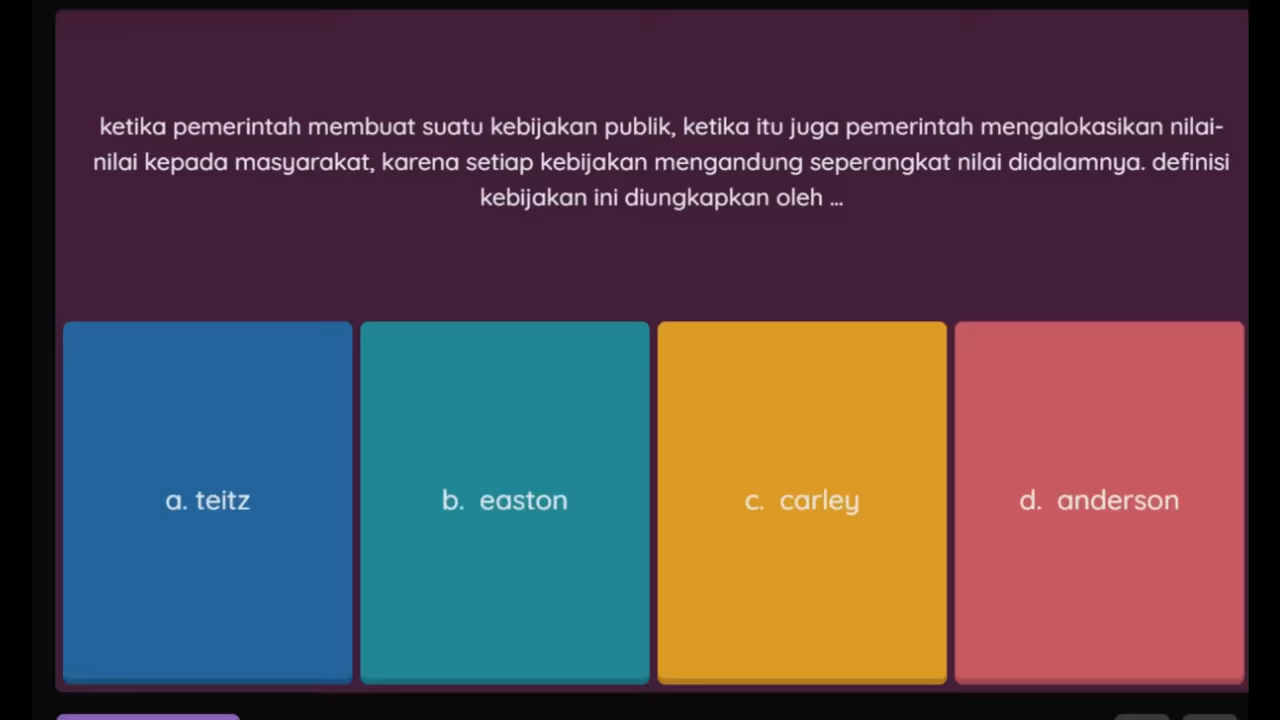 ketika pemerintah membuat suatu kebijakan publik, ketika itu juga pemerintah mengalokasikan nilai-
nilai kepada masyarakat, karena setiap kebijakan mengandung seperangkat nilai didalamnya. definisi
kebijakan ini diungkapkan oleh ...
a. teitz
b. easton
c. carley
d. anderson